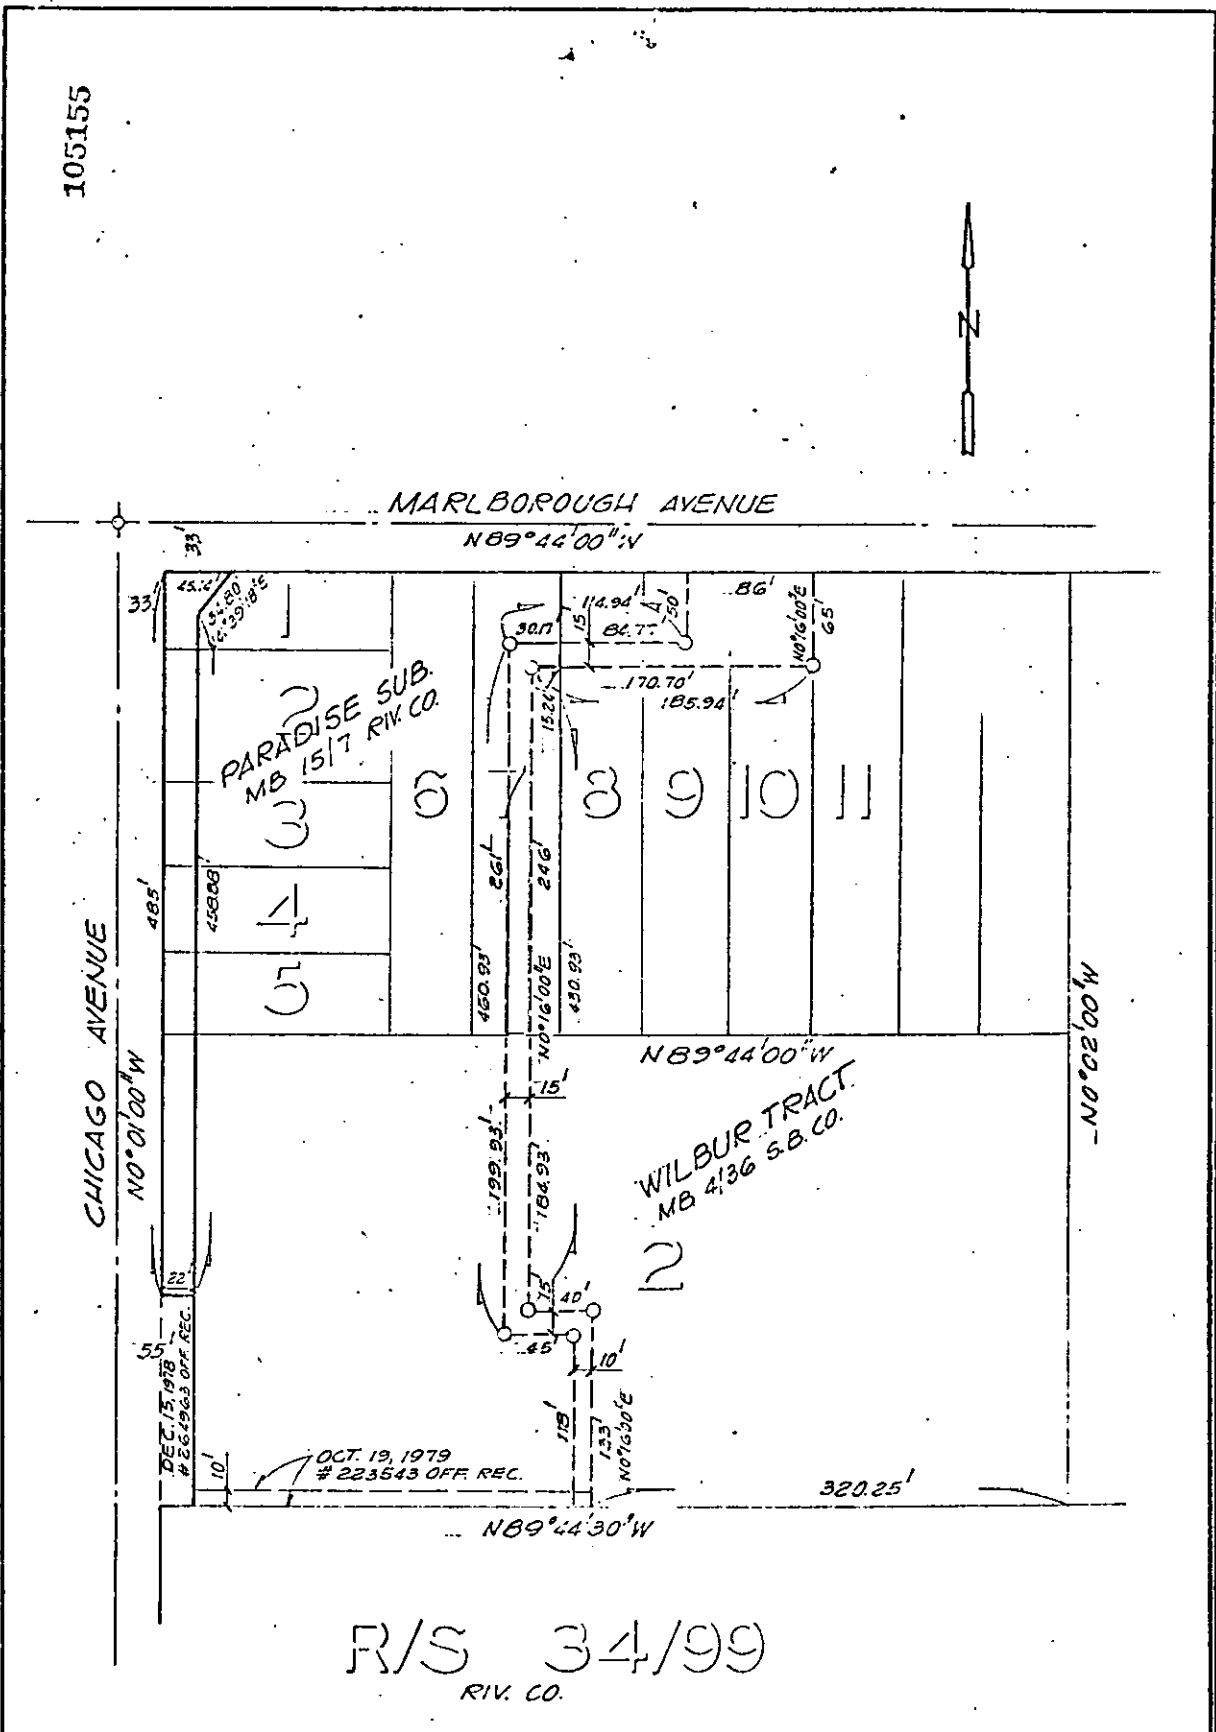 105155
MARLBOROUGH AVENUE
N89°44'00"W
33'
33'
86'
114.94'
50'
15'
30.17'
84.77'
N0°16'00"E
65'
170.70'
185.94'
15.24'
1
2
3
4
5
6
7
8
9
10
11
PARADISE SUB.
MB 15/7 RIV. CO.
N
485'
458.88'
261'
246'
460.93'
N0°16'00"E
430.93'
CHICAGO AVENUE
N0°01'00"W
N89°44'00"W
N0°02'00"W
15'
WILBUR TRACT
MB 4/36 S.B. CO.
2
199.93'
184.93'
22'
15'
40'
45'
10'
55'
DEC. 15, 1978
#264963 OFF. REC.
118'
133'
N0°16'00"E
10'
OCT. 19, 1979
#223543 OFF. REC.
320.25'
N89°44'30"W
R/S 34/99
RIV. CO.